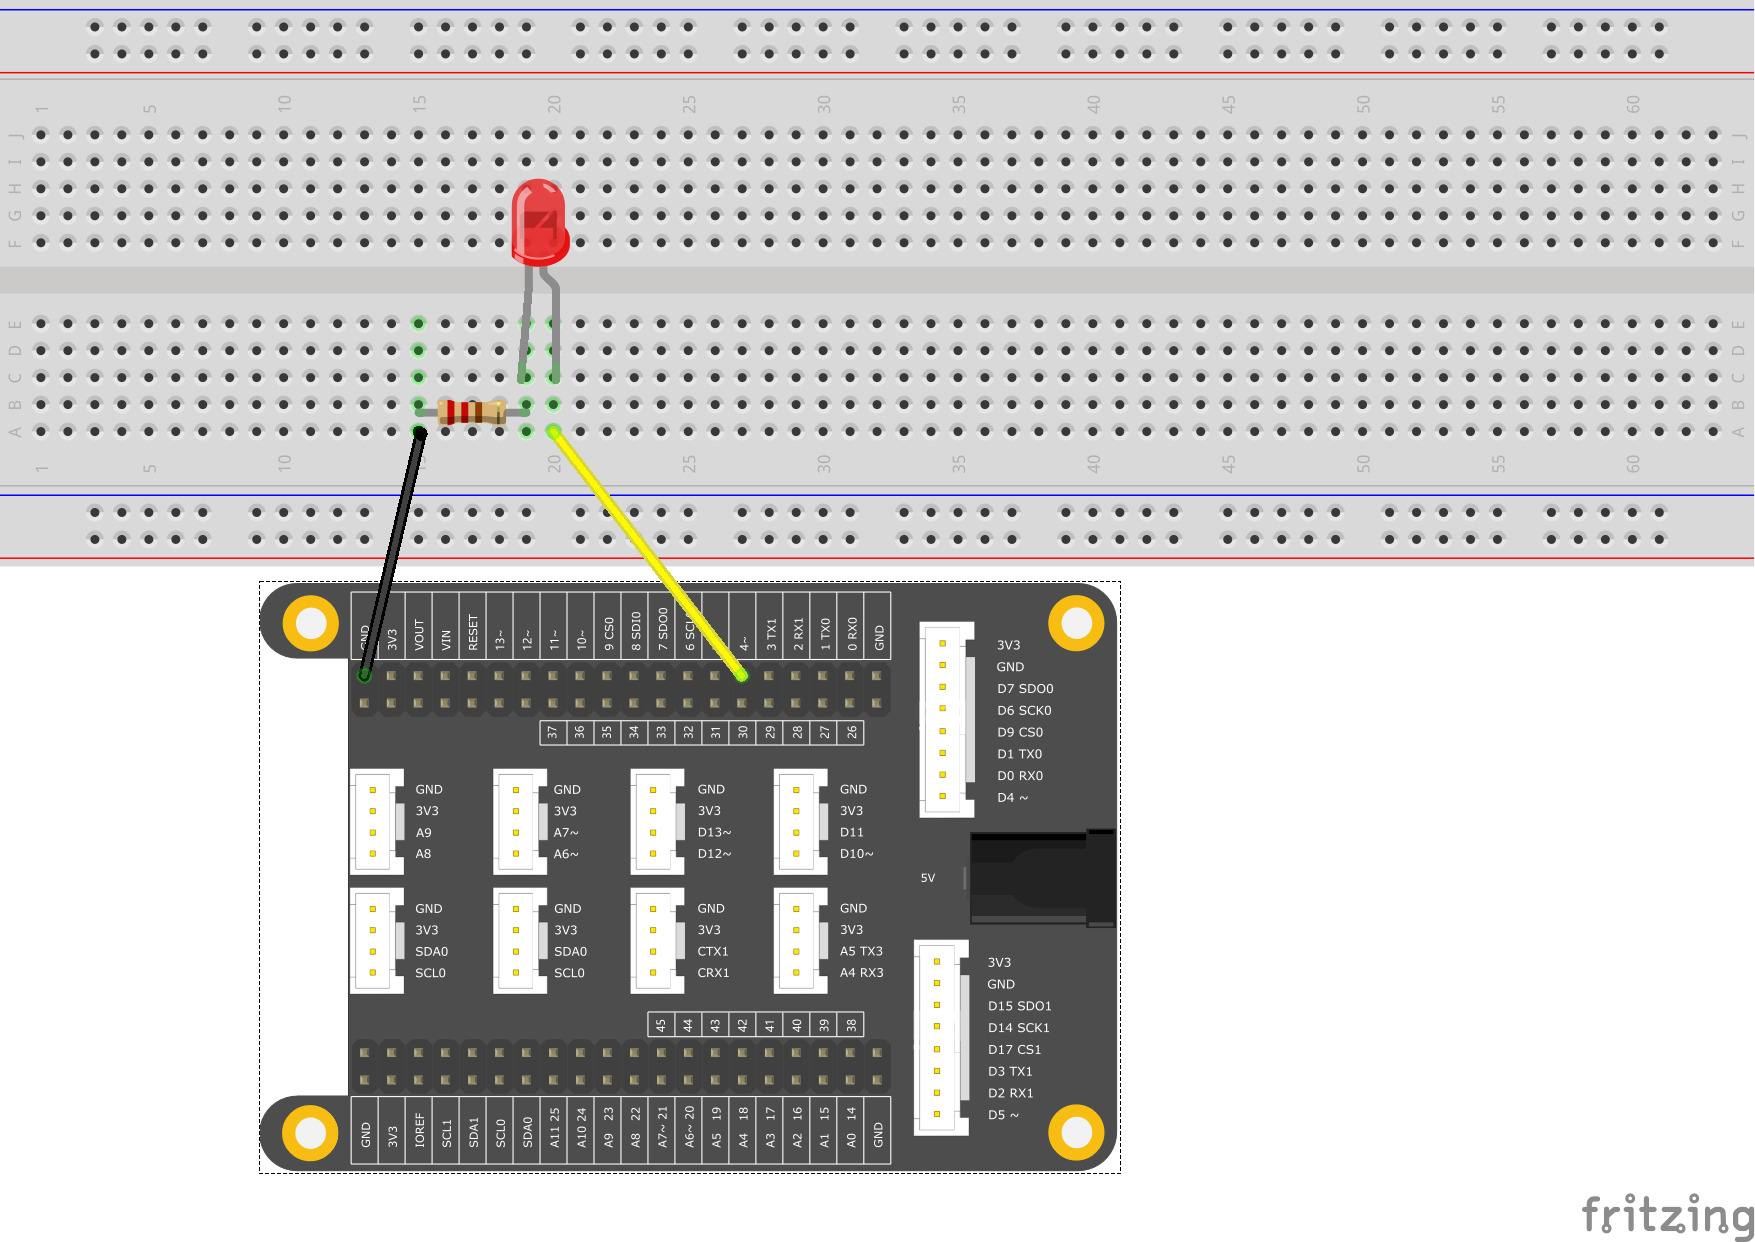 1 5 10 15 20 25 30 35 40 45 50 55 60
J J
I I
H H
G G
F F
E E
D D
C C
B B
A A
1 5 10 20 25 30 35 40 45 50 55 60
GND 3V3 VOUT VIN RESET 13~ 12~ 11~ 10~ 9 CS0 8 SDI0 7 SDO0 6 4~ 3 TX1 2 RX1 1 TX0 0 RX0 GND
37 36 35 34 33 32 31 30 29 28 27 26
3V3
GND
D7 SDO0
D6 SCK0
D9 CS0
D1 TX0
D0 RX0
D4 ~
GND GND GND GND
3V3 3V3 3V3 3V3
A9 A7~ D13~ D11
A8 A6~ D12~ D10~
5V
GND GND GND GND
3V3 3V3 3V3 3V3
SDA0 SDA0 CTX1 A5 TX3
SCL0 SCL0 CRX1 A4 RX3
3V3
GND
D15 SDO1
D14 SCK1
D17 CS1
D3 TX1
D2 RX1
D5 ~
45 44 43 42 41 40 39 38
GND 3V3 IOREF SCL1 SDA1 SCL0 SDA0 A11 25 A10 24 A9 23 A8 22 A7~ 21 A6~ 20 A5 19 A4 18 A3 17 A2 16 A1 15 A0 14 GND
fritzing